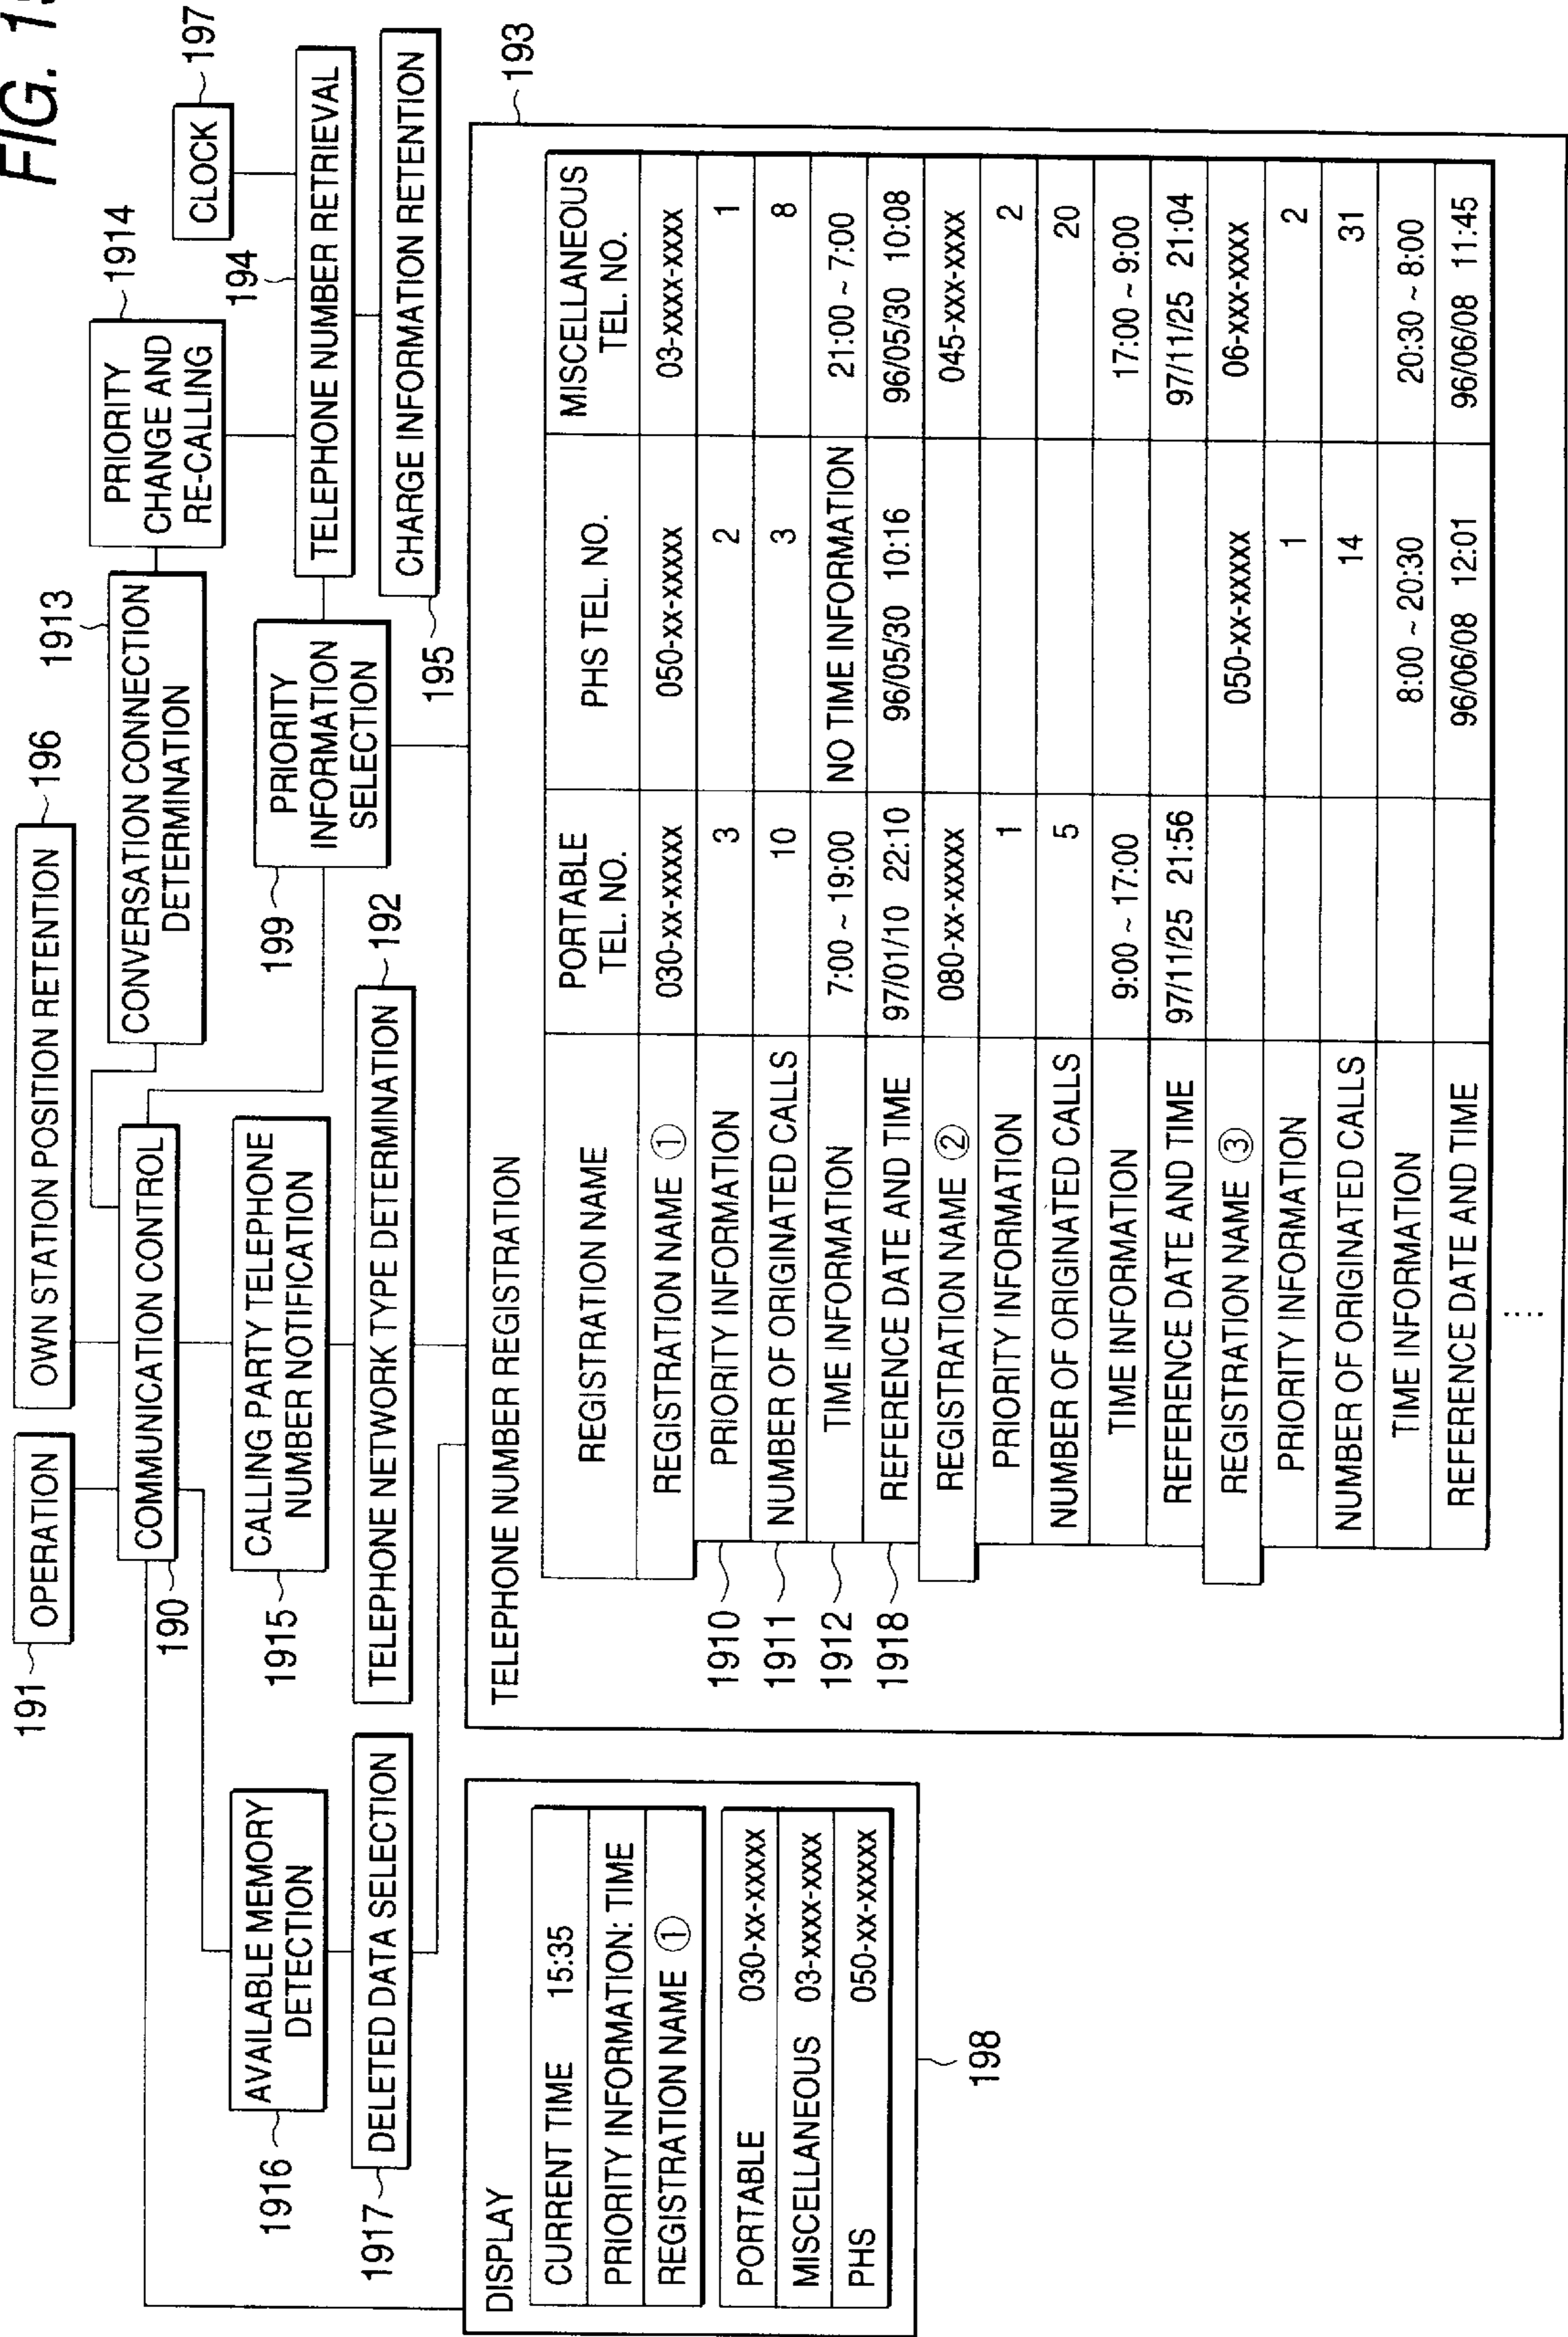 FIG. 1
191
OPERATION
OWN STATION POSITION RETENTION
196
1913
COMMUNICATION CONTROL
190
CONVERSATION CONNECTION
DETERMINATION
PRIORITY
CHANGE AND
RE-CALLING
1914
CLOCK
197
194
AVAILABLE MEMORY
DETECTION
1916
CALLING PARTY TELEPHONE
NUMBER NOTIFICATION
1915
199
PRIORITY
INFORMATION
SELECTION
TELEPHONE NUMBER RETRIEVAL
DELETED DATA SELECTION
1917
TELEPHONE NETWORK TYPE DETERMINATION
192
195
CHARGE INFORMATION RETENTION
DISPLAY
CURRENT TIME 15:35
PRIORITY INFORMATION: TIME
REGISTRATION NAME ①
PORTABLE 030-xx-xxxxx
MISCELLANEOUS 03-xxxx-xxxx
PHS 050-xx-xxxxx
198
TELEPHONE NUMBER REGISTRATION
193
REGISTRATION NAME PORTABLE TEL. NO. PHS TEL. NO. MISCELLANEOUS TEL. NO.
REGISTRATION NAME ① 030-xx-xxxxx 050-xx-xxxxx 03-xxxx-xxxx
1910 PRIORITY INFORMATION 3 2 1
1911 NUMBER OF ORIGINATED CALLS 10 3 8
1912 TIME INFORMATION 7:00 ~ 19:00 NO TIME INFORMATION 21:00 ~ 7:00
1918 REFERENCE DATE AND TIME 97/01/10 22:10 96/05/30 10:16 96/05/30 10:08
REGISTRATION NAME ② 080-xx-xxxxx 045-xxx-xxxx
PRIORITY INFORMATION 1 2
NUMBER OF ORIGINATED CALLS 5 20
TIME INFORMATION 9:00 ~ 17:00 17:00 ~ 9:00
REFERENCE DATE AND TIME 97/11/25 21:56 97/11/25 21:04
REGISTRATION NAME ③ 050-xx-xxxxx 06-xxx-xxxx
PRIORITY INFORMATION 1 2
NUMBER OF ORIGINATED CALLS 14 31
TIME INFORMATION 8:00 ~ 20:30 20:30 ~ 8:00
REFERENCE DATE AND TIME 96/06/08 12:01 96/06/08 11:45